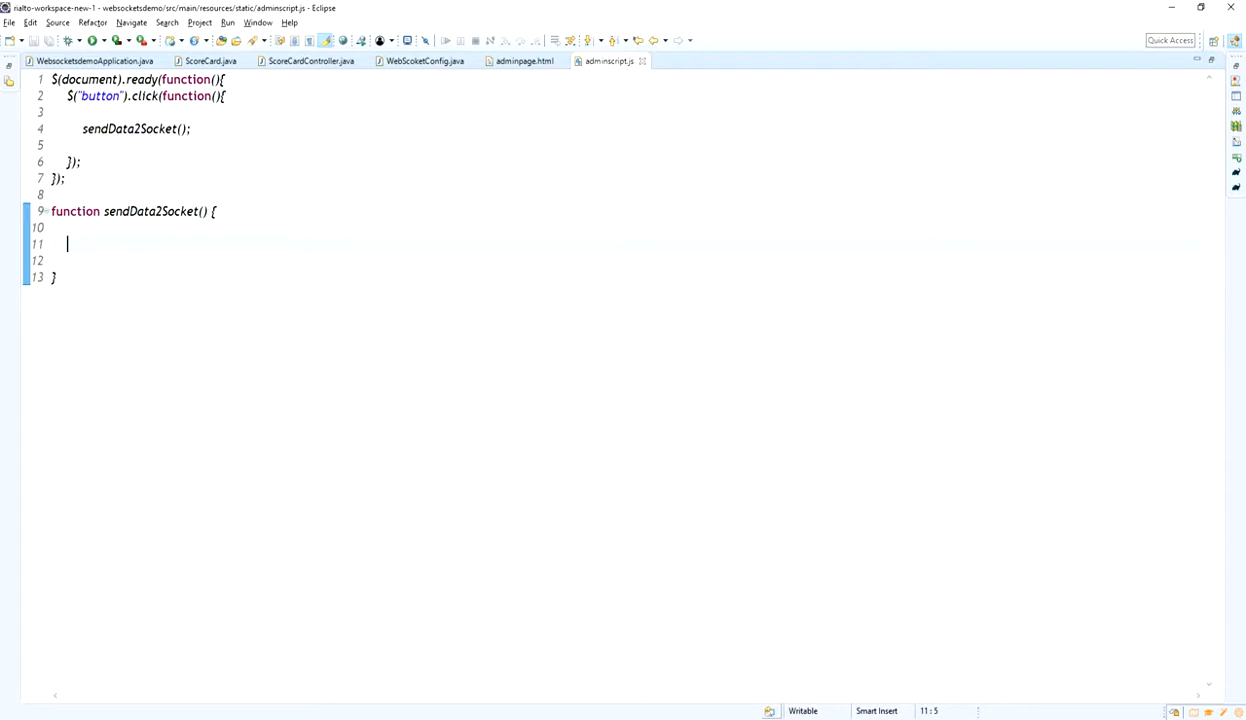 rialto-workspace-new-1 - websocketsdemo/src/main/resources/static/adminscript.js - Eclipse
File Edit Source Refactor Navigate Search Project Run Window Help
Quick Access
WebsocketsdemoApplication.java ScoreCard.java ScoreCardController.java WebScoketConfig.java adminpage.html adminscript.js
1 $(document).ready(function(){
2 $("button").click(function(){
3
4 sendData2Socket();
5
6 });
7 });
8
9 function sendData2Socket() {
10
11
12
13 }
Writable Smart Insert 11 : 5